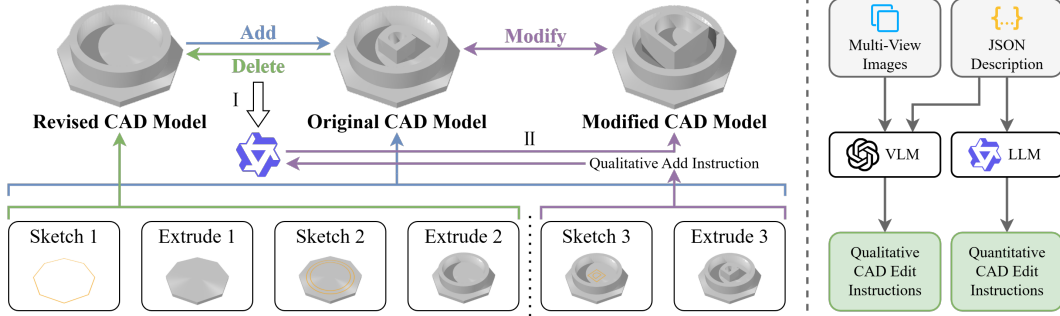 Add
Modify
Delete
I
Revised CAD Model
Original CAD Model
Modified CAD Model
II
Qualitative Add Instruction
Sketch 1
Extrude 1
Sketch 2
Extrude 2
Sketch 3
Extrude 3
{...}
Multi-View
Images
JSON
Description
VLM
LLM
Qualitative
CAD Edit
Instructions
Quantitative
CAD Edit
Instructions